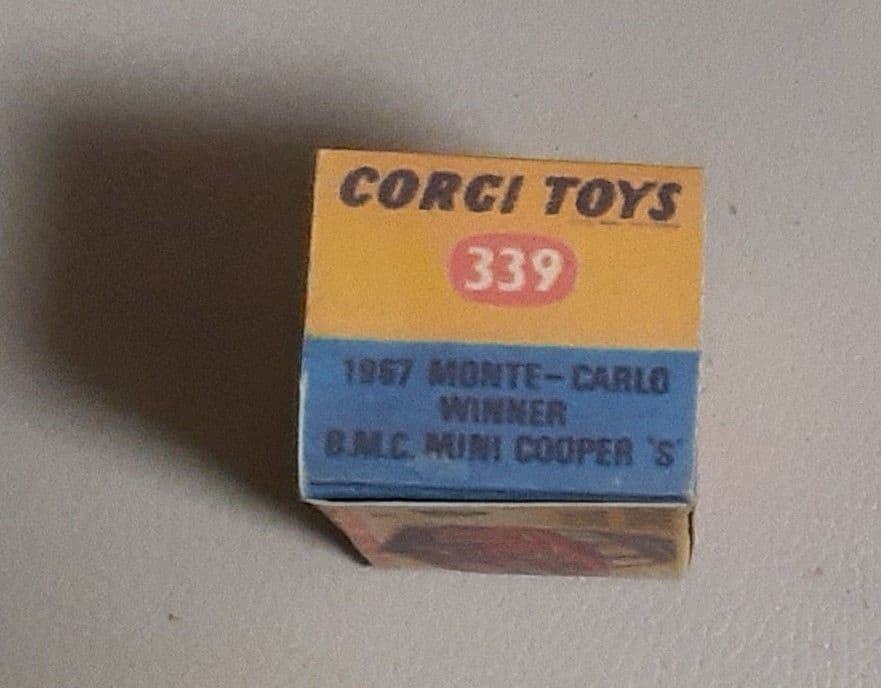 CORGI TOYS
339
1967 MONTE-CARLO
WINNER
B.M.C. MINI COOPER 'S'